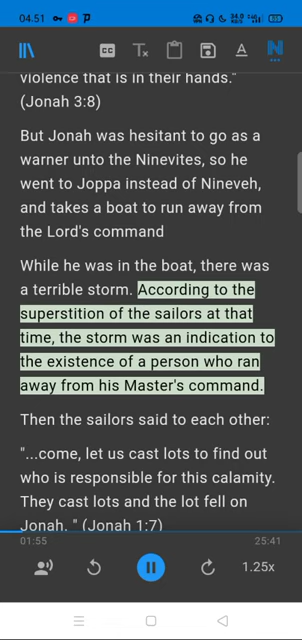 04.51
CC
violence that is in their hands."
(Jonah 3:8)
But Jonah was hesitant to go as a
warner unto the Ninevites, so he
went to Joppa instead of Nineveh,
and takes a boat to run away from
the Lord's command
While he was in the boat, there was
a terrible storm. According to the
superstition of the sailors at that
time, the storm was an indication to
the existence of a person who ran
away from his Master's command.
Then the sailors said to each other:
"...come, let us cast lots to find out
who is responsible for this calamity.
They cast lots and the lot fell on
Jonah. " (Jonah 1:7)
01:55
25:41
1.25x